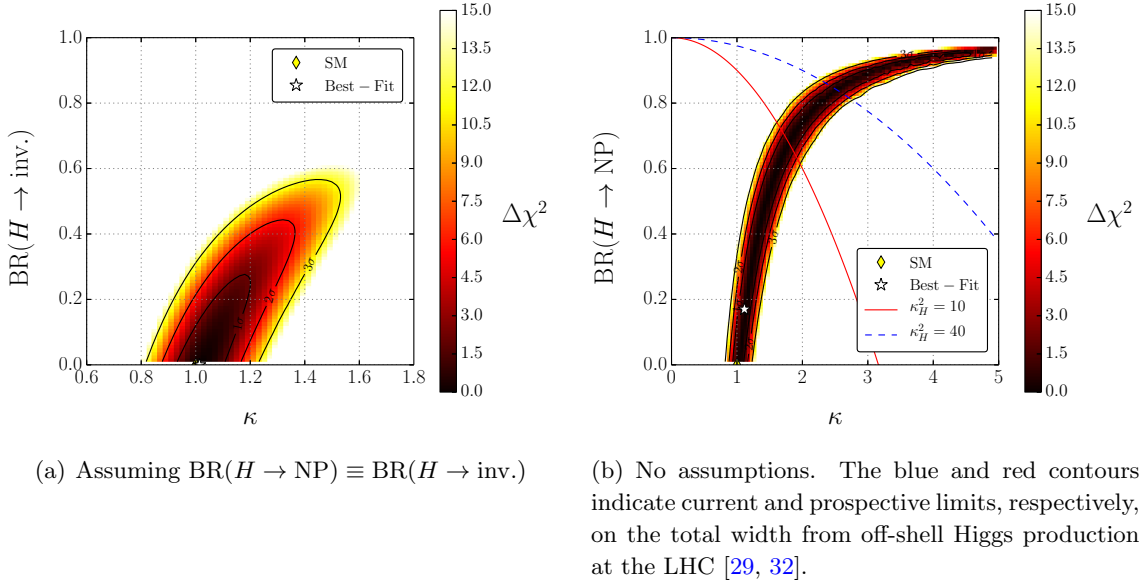 1.0
0.8
0.6
0.4
0.2
0.0
0.6 0.8 1.0 1.2 1.4 1.6 1.8
κ
BR(H → inv.)
SM
Best − Fit
2σ
3σ
15.0
13.5
12.0
10.5
9.0
7.5
6.0
4.5
3.0
1.5
0.0
Δχ²
1.0
0.8
0.6
0.4
0.2
0.0
0 1 2 3 4 5
κ
BR(H → NP)
3σ
3σ
SM
Best − Fit
κ²_H = 10
κ²_H = 40
15.0
13.5
12.0
10.5
9.0
7.5
6.0
4.5
3.0
1.5
0.0
Δχ²
(a) Assuming BR(H → NP) ≡ BR(H → inv.)
(b) No assumptions. The blue and red contours
indicate current and prospective limits, respectively,
on the total width from off-shell Higgs production
at the LHC [29, 32].